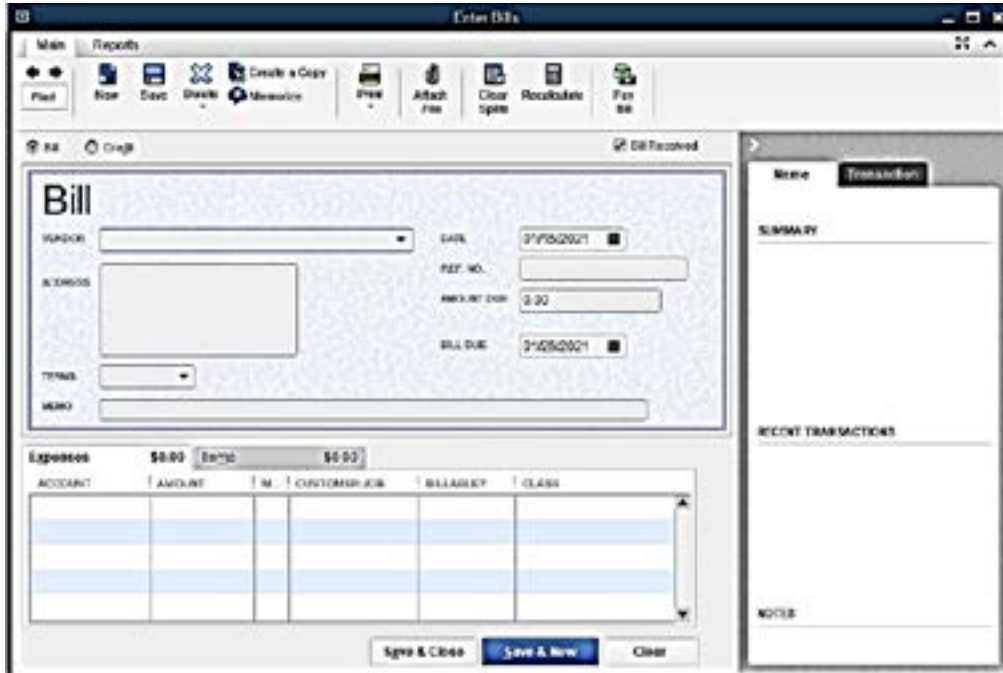 Enter Bills
Main Reports
Find New Save Delete Create a Copy Memorize Print Attach File Clear Splits Recalculate Pay Bill
Bill Credit Bill Received
Bill
VENDOR DATE
ADDRESS REF. NO.
AMOUNT DUE 0.00
BILL DUE
TERMS
MEMO
Expenses $0.00 Items $0.00
ACCOUNT AMOUNT M... CUSTOMER:JOB BILLABLE? CLASS
Save & Close Save & New Clear
Name Transaction
SUMMARY
RECENT TRANSACTIONS
NOTES